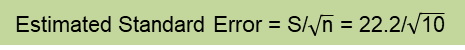 Estimated Standard Error = S/√n = 22.2/√10